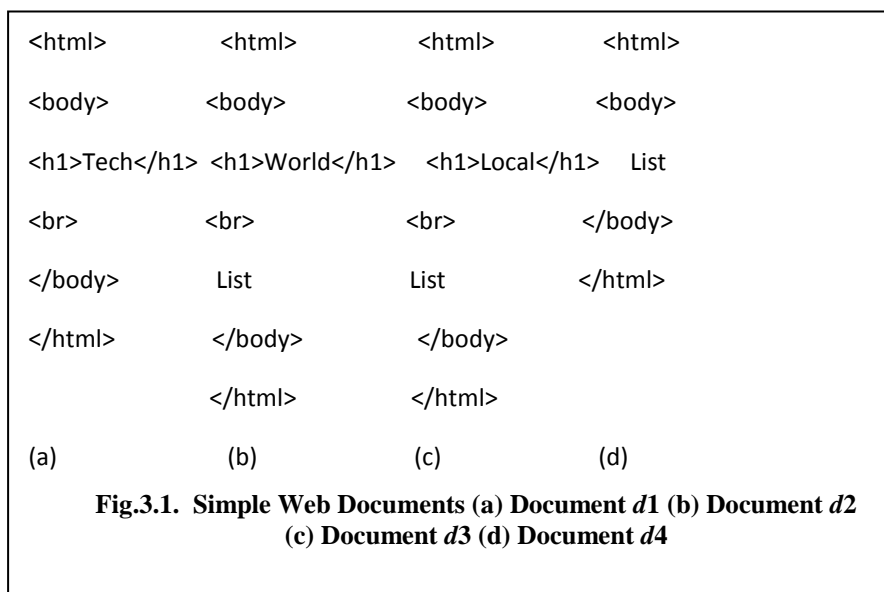 <html> <html> <html> <html>
<body> <body> <body> <body>
<h1>Tech</h1> <h1>World</h1> <h1>Local</h1> List
<br> <br> <br> </body>
</body> List List </html>
</html> </body> </body>
</html> </html>
(a) (b) (c) (d)
Fig.3.1. Simple Web Documents (a) Document d1 (b) Document d2
(c) Document d3 (d) Document d4